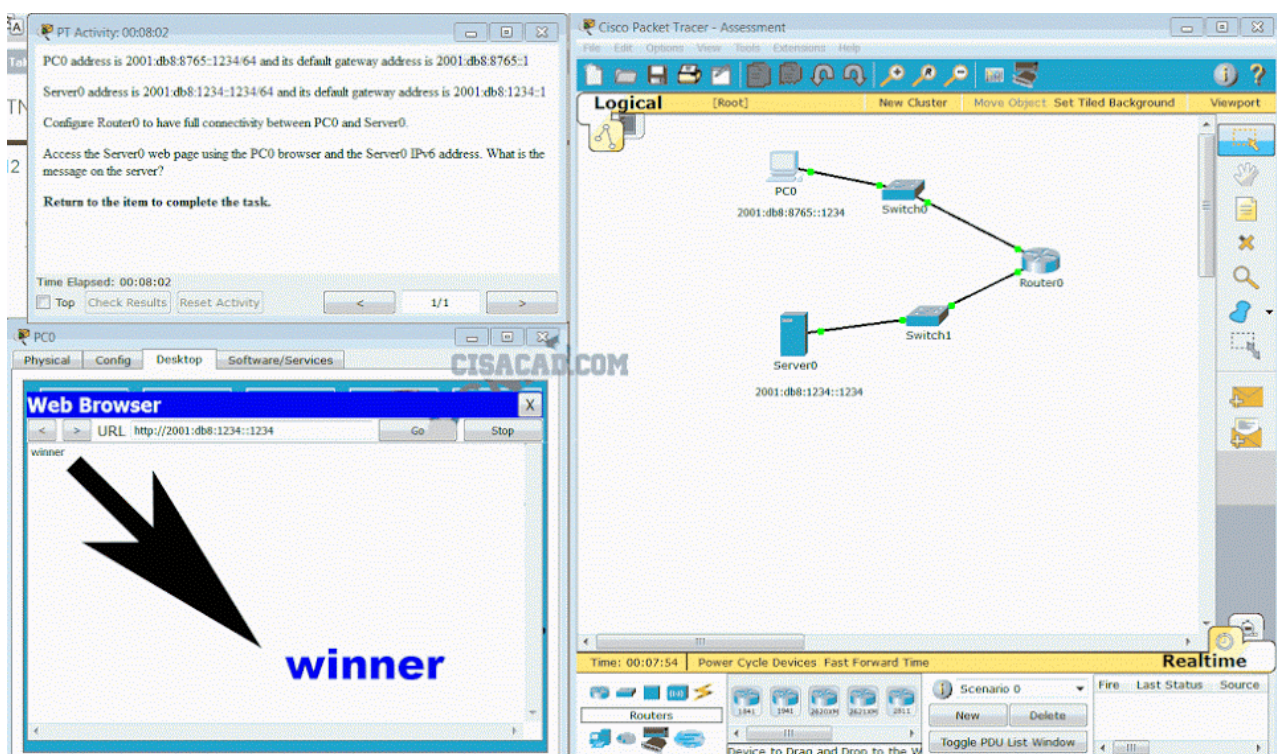 PT Activity: 00:08:02
PC0 address is 2001:db8:8765::1234/64 and its default gateway address is 2001:db8:8765::1
Server0 address is 2001:db8:1234::1234/64 and its default gateway address is 2001:db8:1234::1
Configure Router0 to have full connectivity between PC0 and Server0.
Access the Server0 web page using the PC0 browser and the Server0 IPv6 address. What is the
message on the server?
Return to the item to complete the task.
Time Elapsed: 00:08:02
Top Check Results Reset Activity < 1/1 >
PC0
Physical Config Desktop Software/Services
CISACAD.COM
Web Browser X
< > URL http://2001:db8:1234::1234 Go Stop
winner
winner
Cisco Packet Tracer - Assessment
File Edit Options View Tools Extensions Help
Logical [Root] New Cluster Move Object Set Tiled Background Viewport
PC0
2001:db8:8765::1234
Switch0
Router0
Switch1
Server0
2001:db8:1234::1234
Time: 00:07:54 Power Cycle Devices Fast Forward Time Realtime
Routers
1841 1941 2620XM 2621XM 2811
Device to Drag and Drop to the W
Scenario 0
New Delete
Toggle PDU List Window
Fire Last Status Source